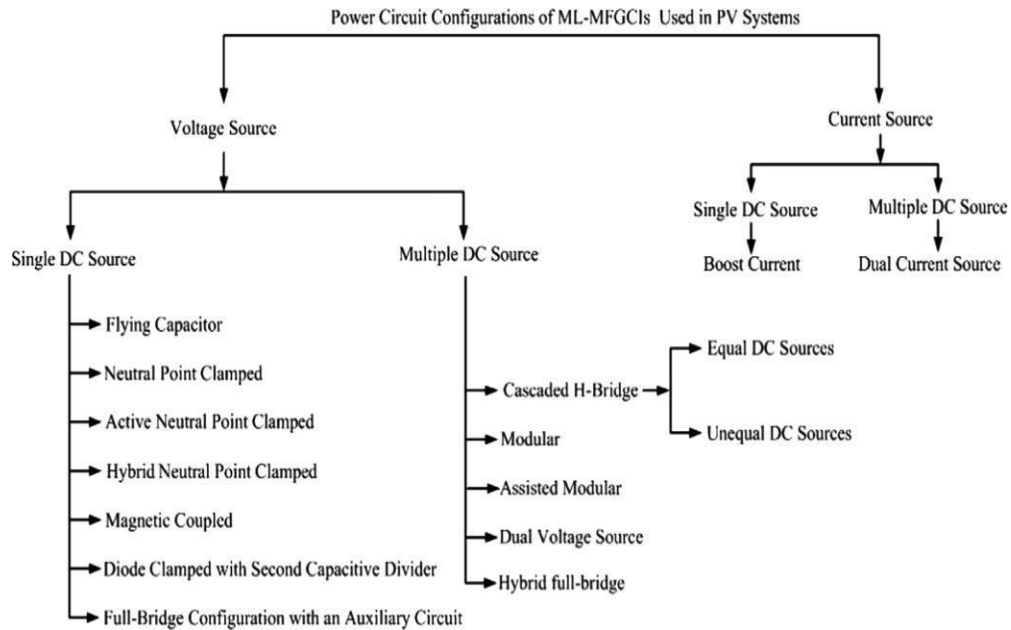 Power Circuit Configurations of ML-MFGCIs Used in PV Systems
Voltage Source
Current Source
Single DC Source
Multiple DC Source
Boost Current
Dual Current Source
Single DC Source
Multiple DC Source
Flying Capacitor
Neutral Point Clamped
Active Neutral Point Clamped
Hybrid Neutral Point Clamped
Magnetic Coupled
Diode Clamped with Second Capacitive Divider
Full-Bridge Configuration with an Auxiliary Circuit
Cascaded H-Bridge
Modular
Assisted Modular
Dual Voltage Source
Hybrid full-bridge
Equal DC Sources
Unequal DC Sources